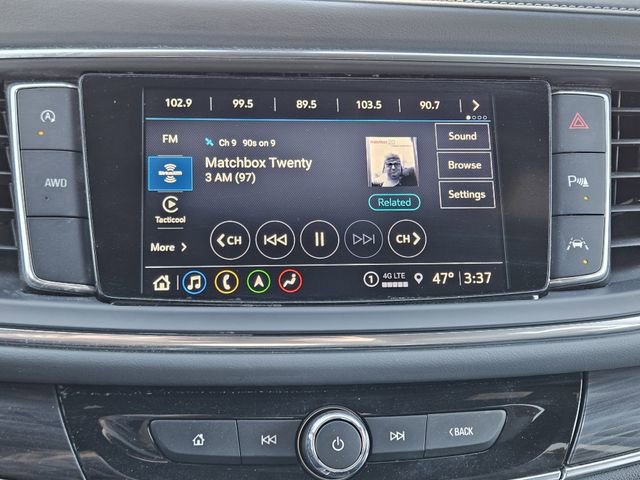 102.9 99.5 89.5 103.5 90.7
FM
Ch 9 90s on 9
Matchbox Twenty
3 AM (97)
Sound
Browse
Settings
Related
Tacticool
More
CH
CH
1 4G LTE 47° 3:37
A
AWD
P
BACK